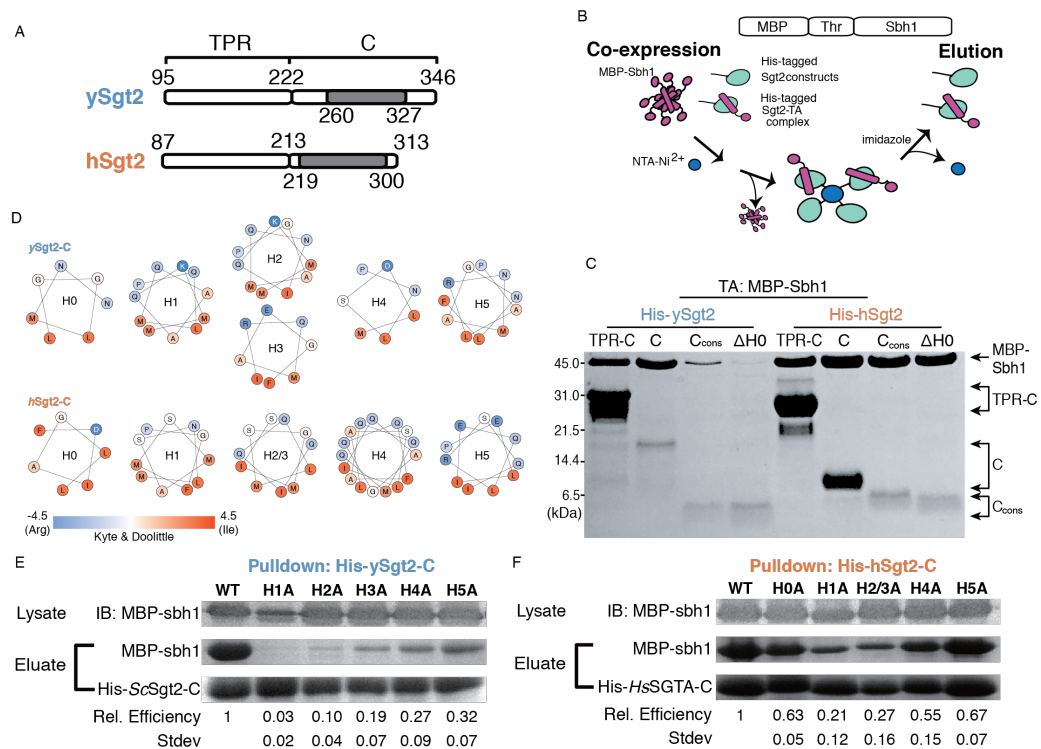 A
TPR C
95 222 346
ySgt2
260 327
87 213 313
hSgt2
219 300
B
MBP Thr Sbh1
Co-expression Elution
MBP-Sbh1
His-tagged
Sgt2constructs
His-tagged
Sgt2-TA
complex
NTA-Ni2+
imidazole
C
TA: MBP-Sbh1
His-ySgt2 His-hSgt2
TPR-C C Ccons ΔH0 TPR-C C Ccons ΔH0
45.0
31.0
21.5
14.4
6.5
(kDa)
MBP-
Sbh1
TPR-C
C
Ccons
D
ySgt2-C
H0 H1 H2 H3 H4 H5
hSgt2-C
H0 H1 H2/3 H4 H5
-4.5 4.5
(Arg) (Ile)
Kyte & Doolittle
E
Pulldown: His-ySgt2-C
WT H1A H2A H3A H4A H5A
Lysate IB: MBP-sbh1
Eluate MBP-sbh1
His-ScSgt2-C
Rel. Efficiency 1 0.03 0.10 0.19 0.27 0.32
Stdev 0.02 0.04 0.07 0.09 0.07
F
Pulldown: His-hSgt2-C
WT H0A H1A H2/3A H4A H5A
Lysate IB: MBP-sbh1
Eluate MBP-sbh1
His-HsSGTA-C
Rel. Efficiency 1 0.63 0.21 0.27 0.55 0.67
Stdev 0.05 0.12 0.16 0.15 0.07